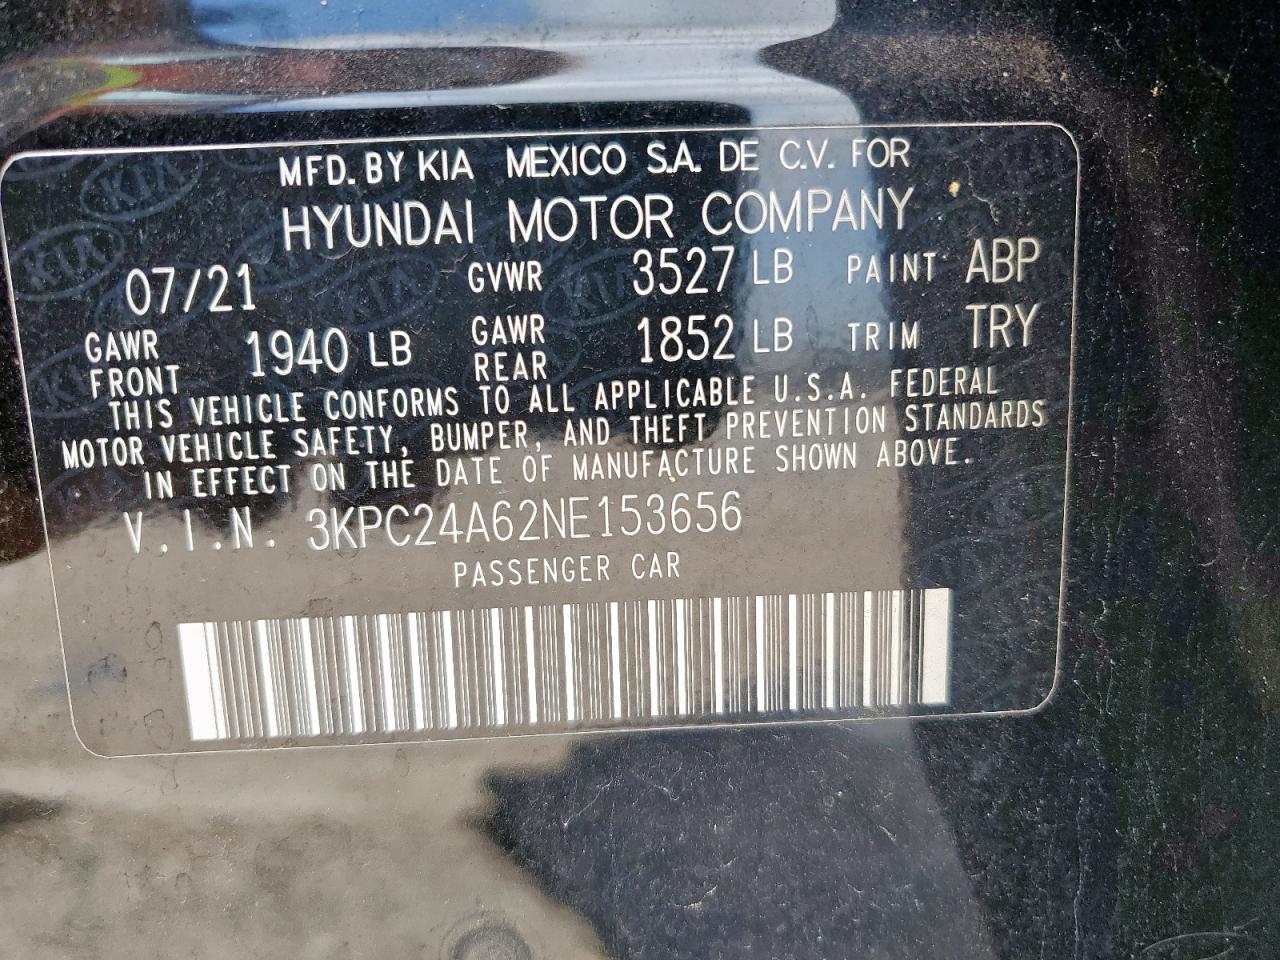 MFD. BY KIA MEXICO S.A. DE C.V. FOR
HYUNDAI MOTOR COMPANY
07/21 GVWR 3527 LB PAINT ABP
GAWR FRONT 1940 LB GAWR REAR 1852 LB TRIM TRY
THIS VEHICLE CONFORMS TO ALL APPLICABLE U.S.A. FEDERAL
MOTOR VEHICLE SAFETY, BUMPER, AND THEFT PREVENTION STANDARDS
IN EFFECT ON THE DATE OF MANUFACTURE SHOWN ABOVE.
V.I.N. 3KPC24A62NE153656
PASSENGER CAR